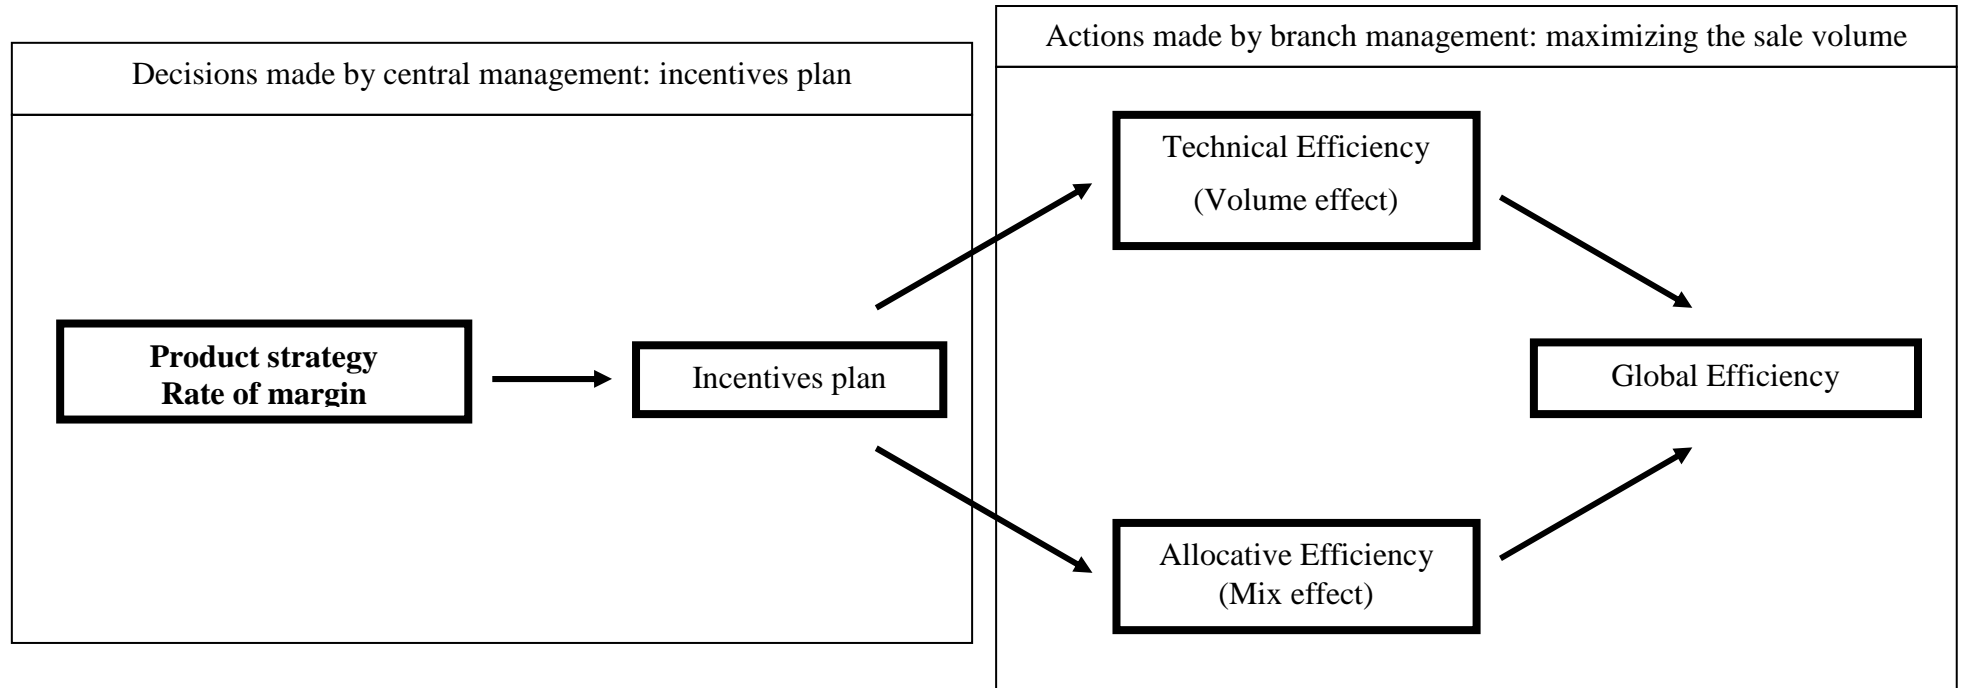 Decisions made by central management: incentives plan
Product strategy
Rate of margin
Incentives plan
Actions made by branch management: maximizing the sale volume
Technical Efficiency
(Volume effect)
Allocative Efficiency
(Mix effect)
Global Efficiency